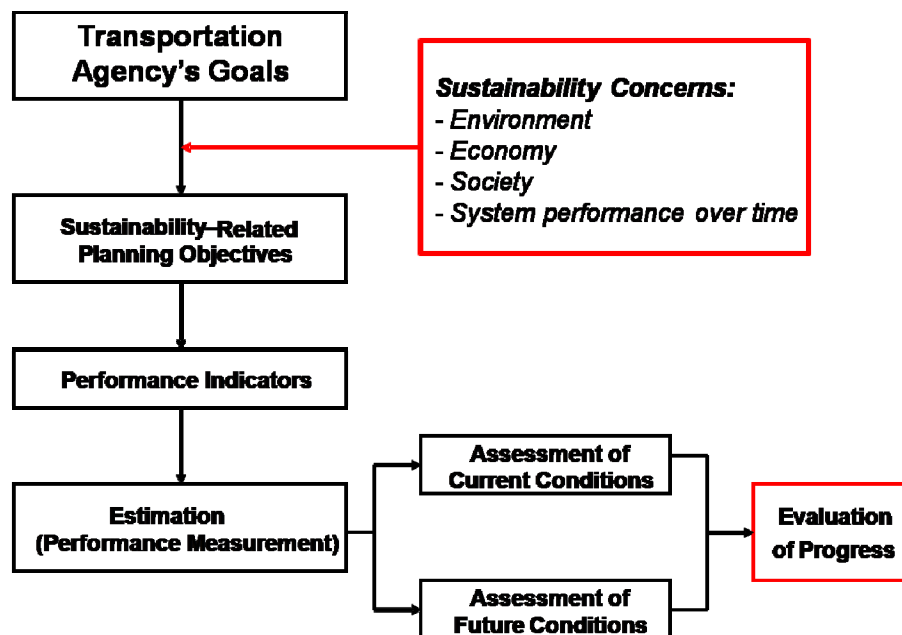 Transportation
Agency's Goals
Sustainability Concerns:
- Environment
- Economy
- Society
- System performance over time
Sustainability-Related
Planning Objectives
Performance Indicators
Estimation
(Performance Measurement)
Assessment of
Current Conditions
Assessment of
Future Conditions
Evaluation
of Progress